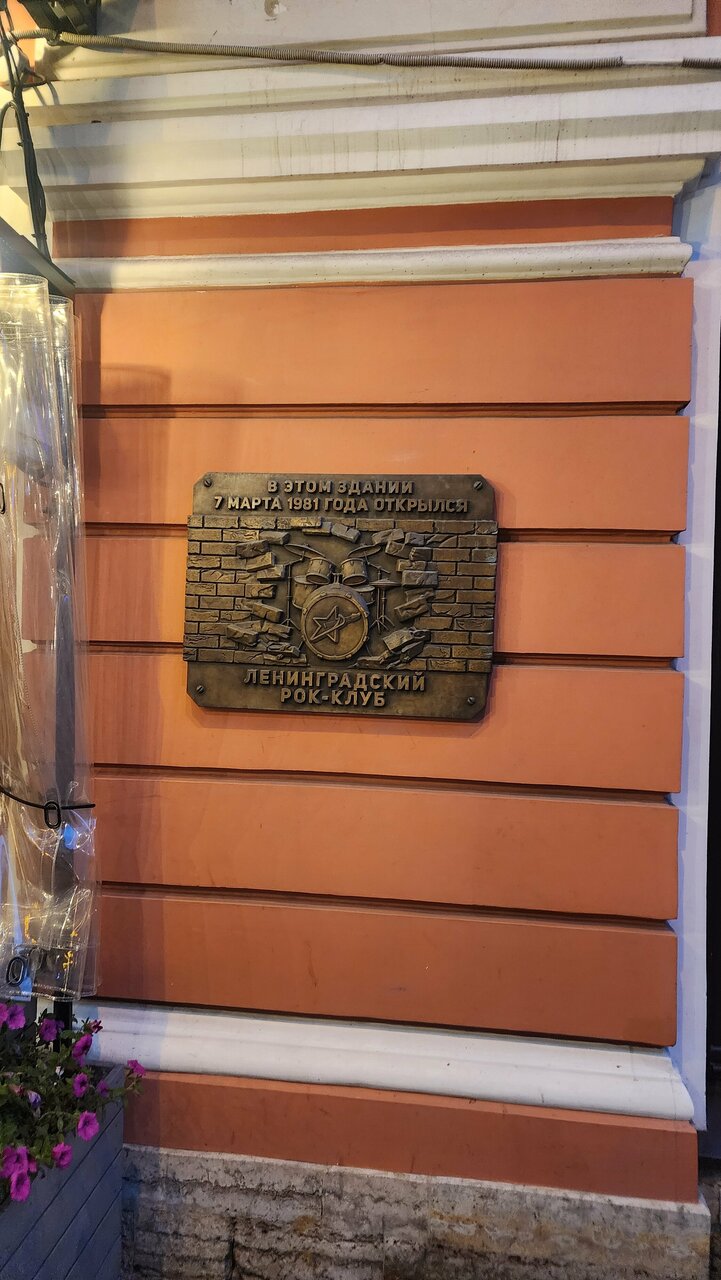 В ЭТОМ ЗДАНИИ
7 МАРТА 1981 ГОДА ОТКРЫЛСЯ
ЛЕНИНГРАДСКИЙ
РОК-КЛУБ